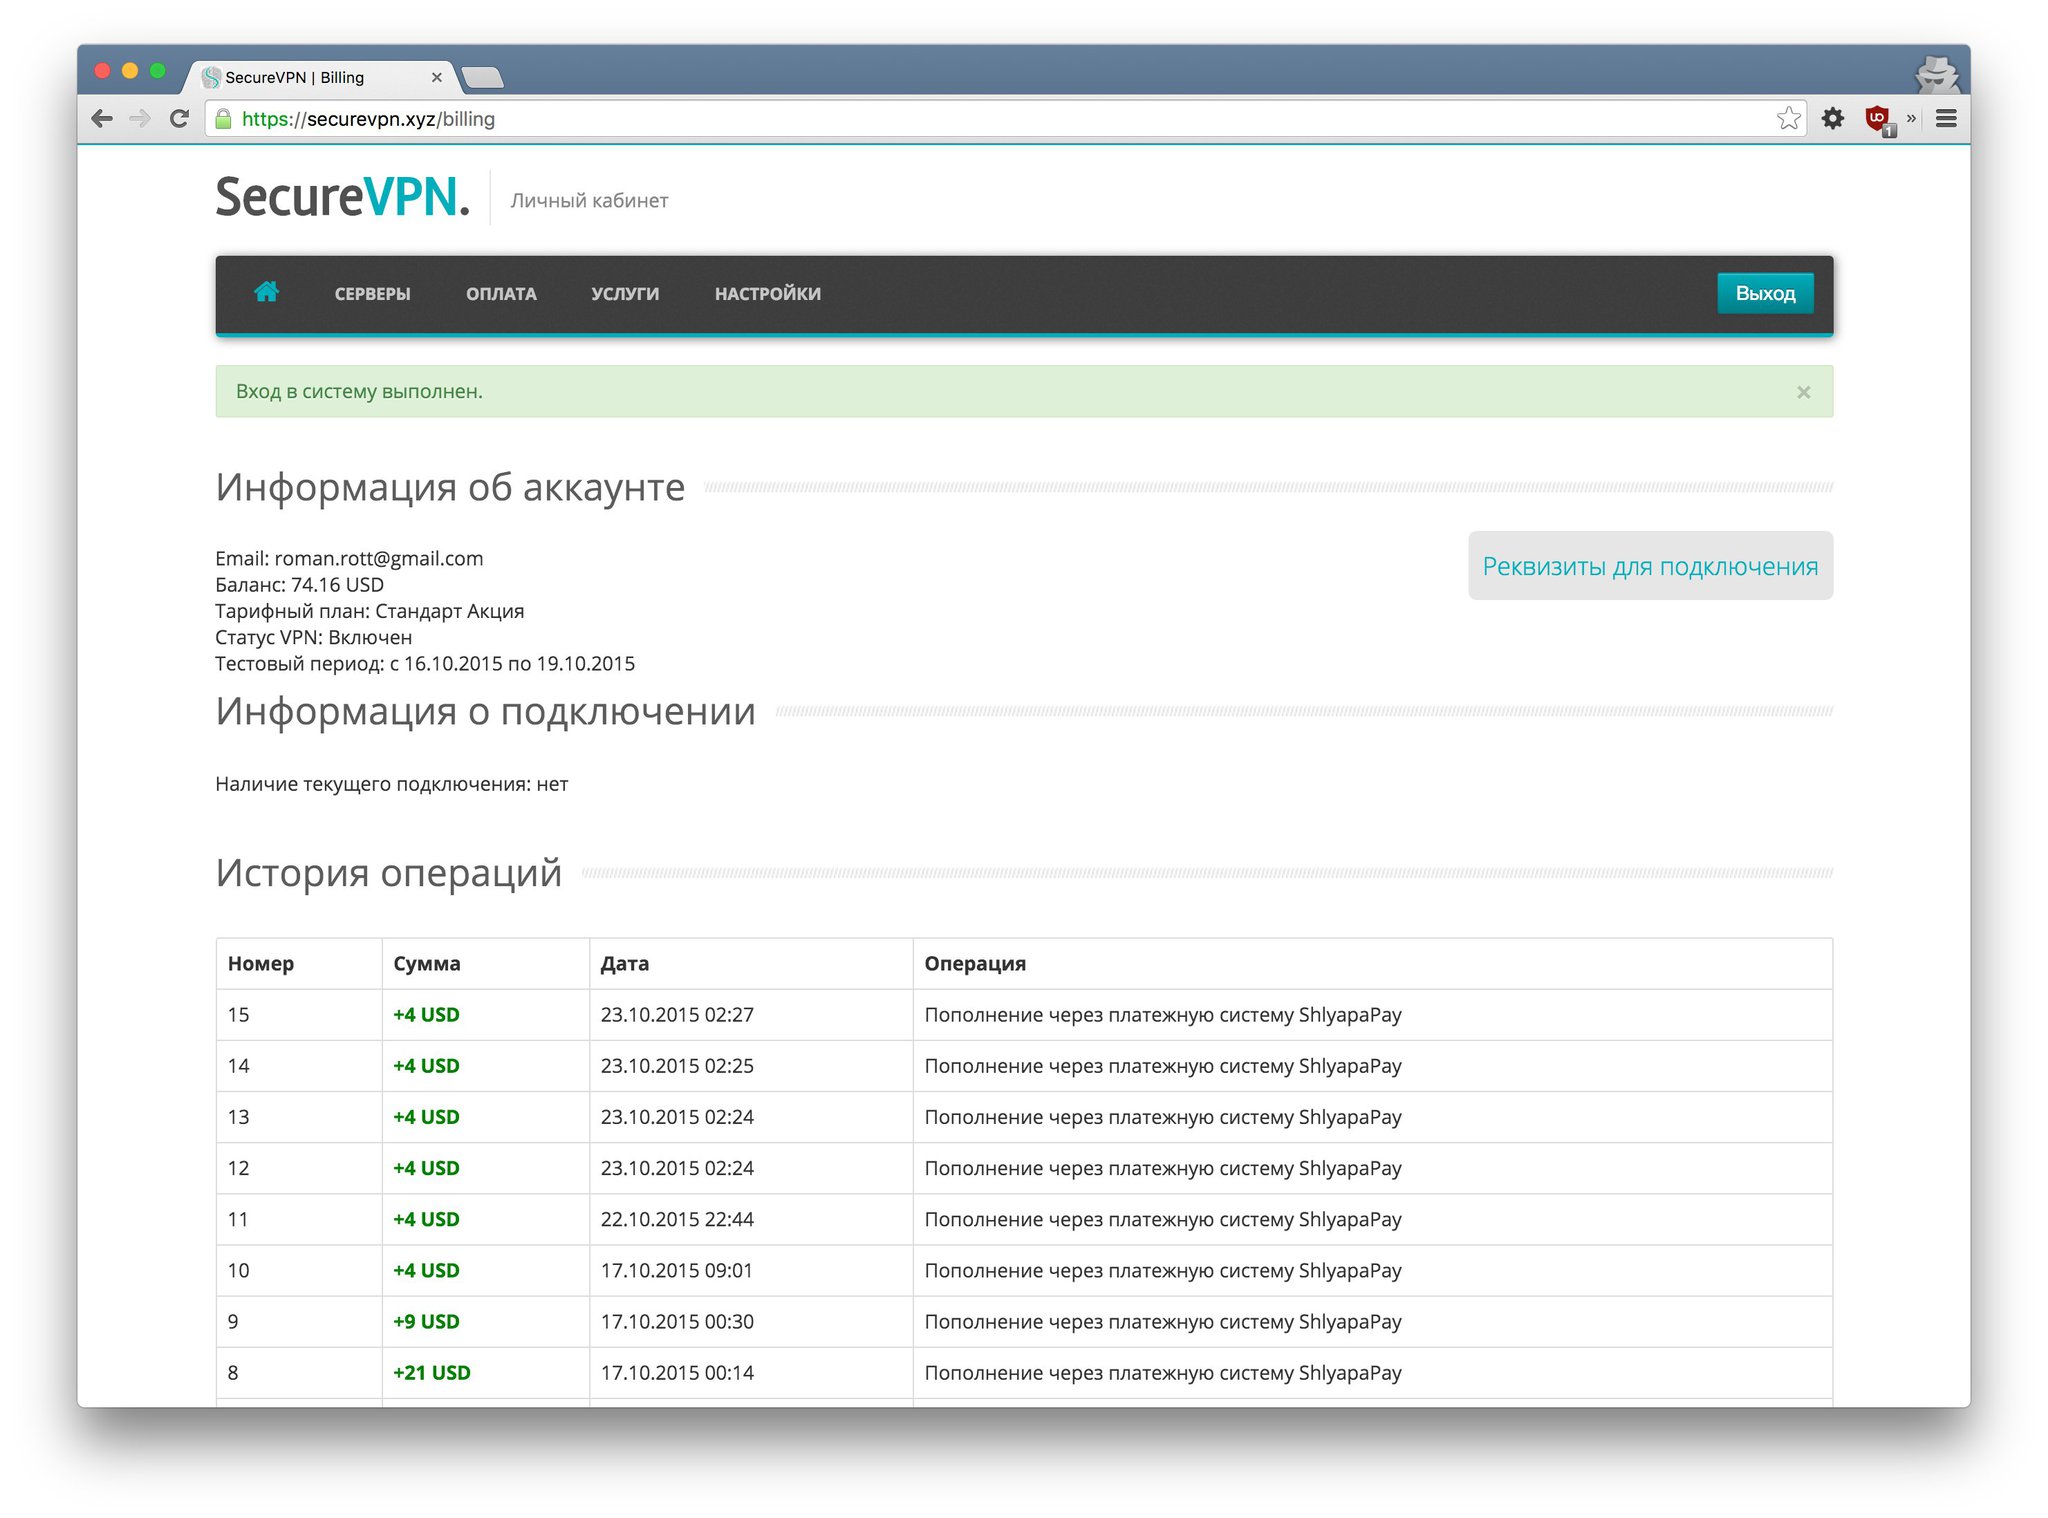 SecureVPN | Billing
https://securevpn.xyz/billing
1
SecureVPN.
Личный кабинет
СЕРВЕРЫ ОПЛАТА УСЛУГИ НАСТРОЙКИ Выход
Вход в систему выполнен.
Информация об аккаунте
Email: roman.rott@gmail.com
Реквизиты для подключения
Баланс: 74.16 USD
Тарифный план: Стандарт Акция
Статус VPN: Включен
Тестовый период: с 16.10.2015 по 19.10.2015
Информация о подключении
Наличие текущего подключения: нет
История операций
Номер Сумма Дата Операция
15 +4 USD 23.10.2015 02:27 Пополнение через платежную систему ShlyapaPay
14 +4 USD 23.10.2015 02:25 Пополнение через платежную систему ShlyapaPay
13 +4 USD 23.10.2015 02:24 Пополнение через платежную систему ShlyapaPay
12 +4 USD 23.10.2015 02:24 Пополнение через платежную систему ShlyapaPay
11 +4 USD 22.10.2015 22:44 Пополнение через платежную систему ShlyapaPay
10 +4 USD 17.10.2015 09:01 Пополнение через платежную систему ShlyapaPay
9 +9 USD 17.10.2015 00:30 Пополнение через платежную систему ShlyapaPay
8 +21 USD 17.10.2015 00:14 Пополнение через платежную систему ShlyapaPay